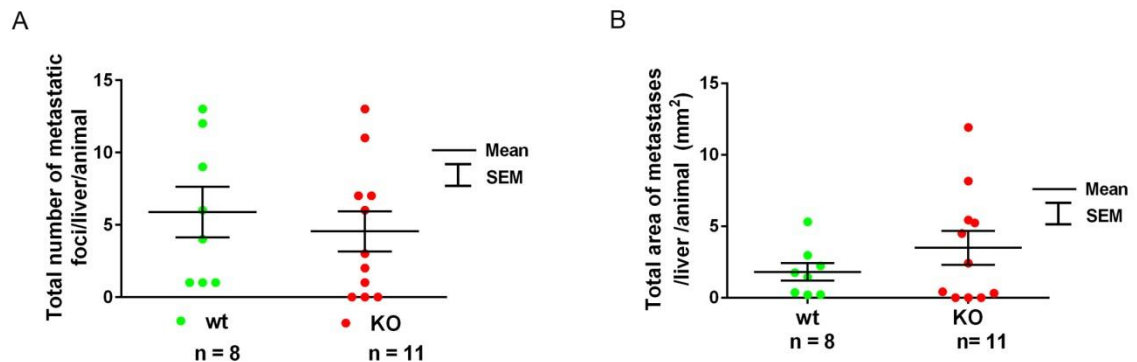 A
Total number of metastatic
foci/liver/animal
15
10
5
0
wt
KO
n = 8
n = 11
Mean
SEM
B
Total area of metastases
/liver /animal (mm²)
15
10
5
0
wt
KO
n = 8
n= 11
Mean
SEM